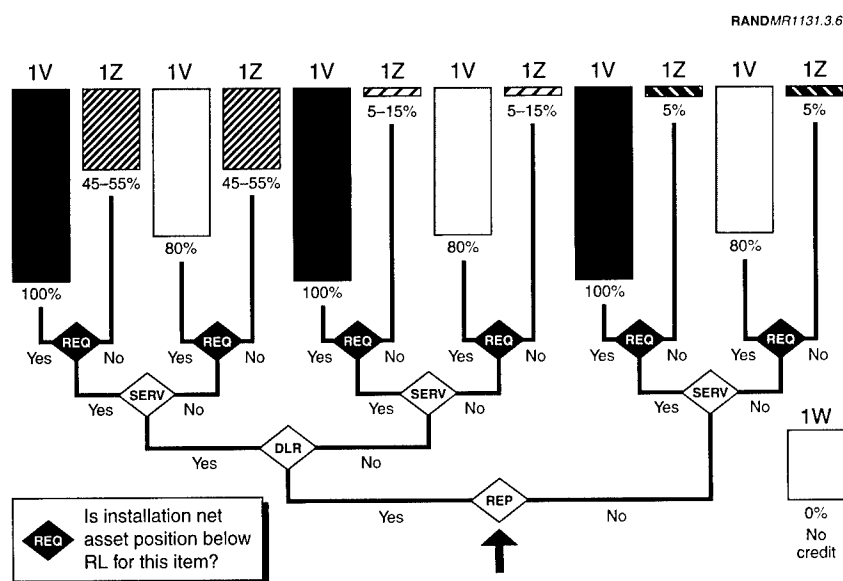 RANDMR1131.3.6
1V 1Z 1V 1Z 1V 1Z 1V 1Z 1V 1Z 1V 1Z
5–15% 5–15% 5% 5%
45–55% 45–55%
80% 80% 80%
100% 100% 100%
REQ REQ REQ REQ REQ REQ
Yes No Yes No Yes No Yes No Yes No Yes No
SERV SERV SERV
Yes No Yes No Yes No
1W
DLR
Yes No
REP
Yes No
0%
No
credit
REQ
Is installation net
asset position below
RL for this item?